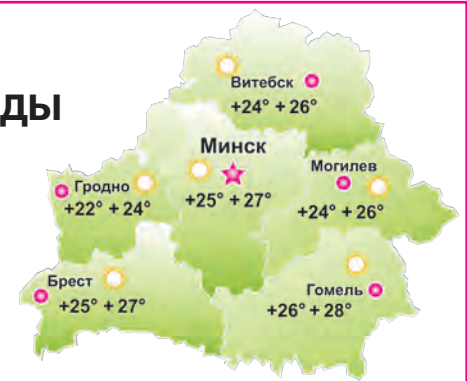 ды
Витебск
+24° + 26°
Минск
+25° + 27°
Могилев
+24° + 26°
Гродно
+22° + 24°
Брест
+25° + 27°
Гомель
+26° + 28°